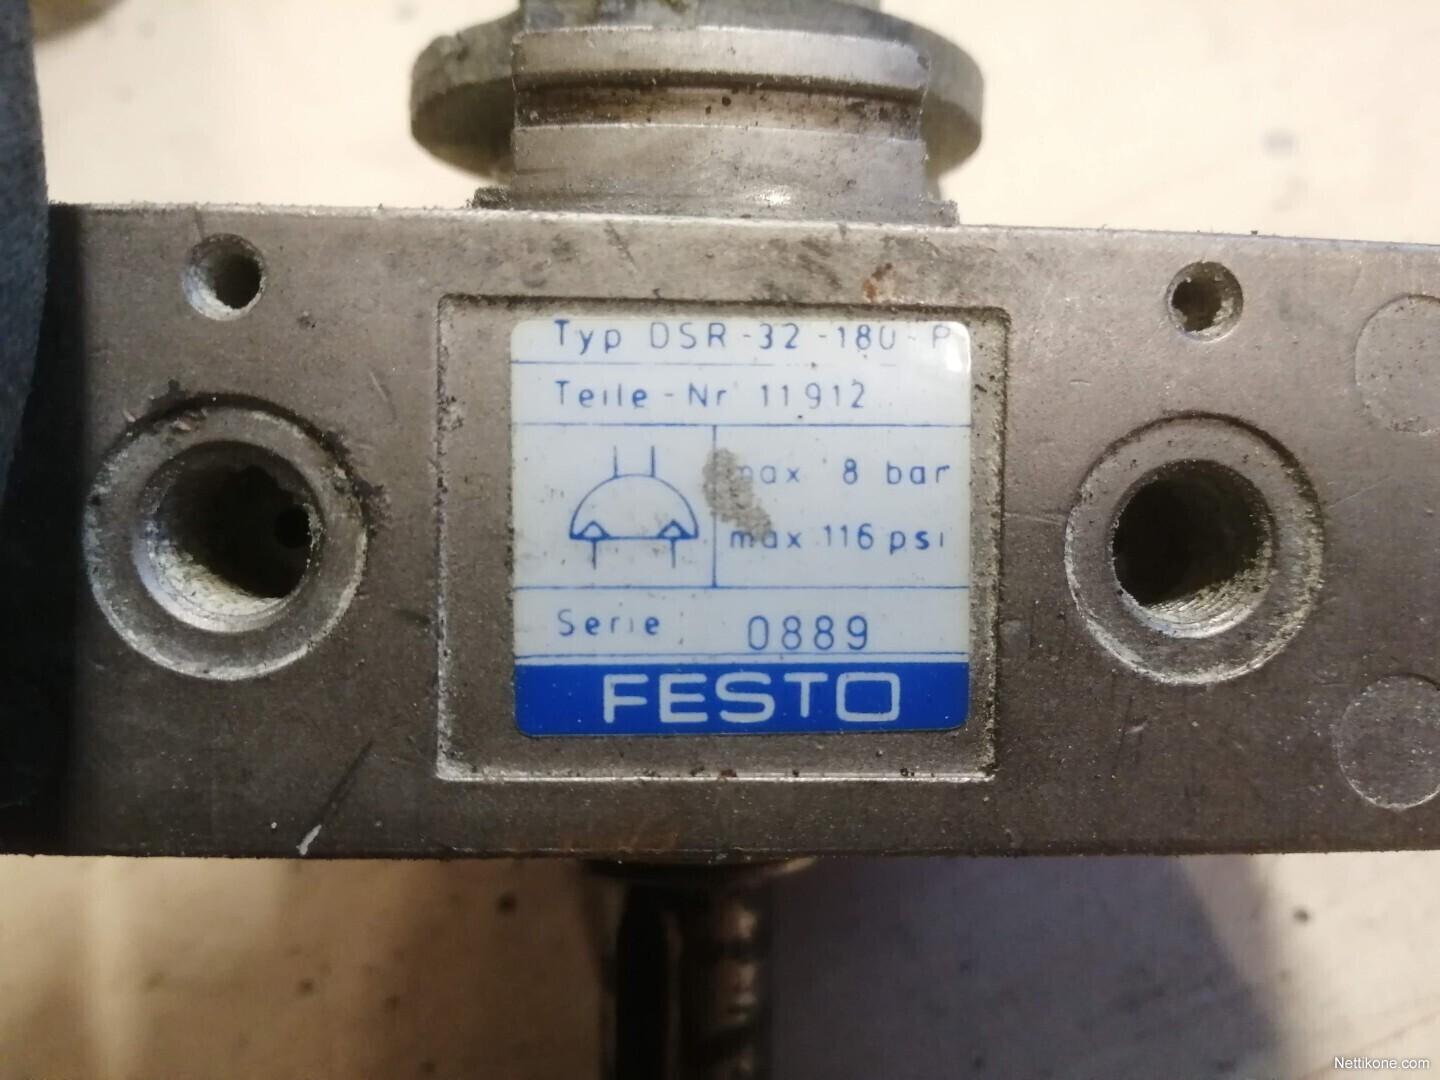 Typ DSR-32-180-P
Teile-Nr 11912
max 8 bar
max 116 psi
Serie 0889
FESTO
Nettikone.com